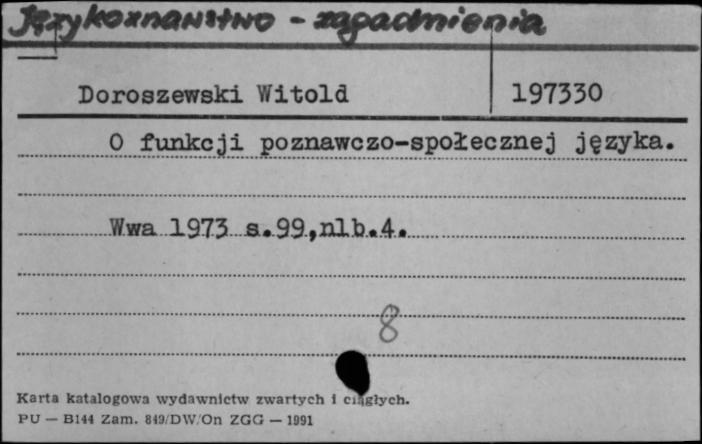 Językoznanstwo - zagadnienia
Doroszewski Witold 197330
O funkcji poznawczo-społecznej języka.
Wwa 1973 s.99,nlb.4.
8
Karta katalogowa wydawnictw zwartych i ciągłych.
PU — B144 Zam. 849/DW/On ZGG — 1991